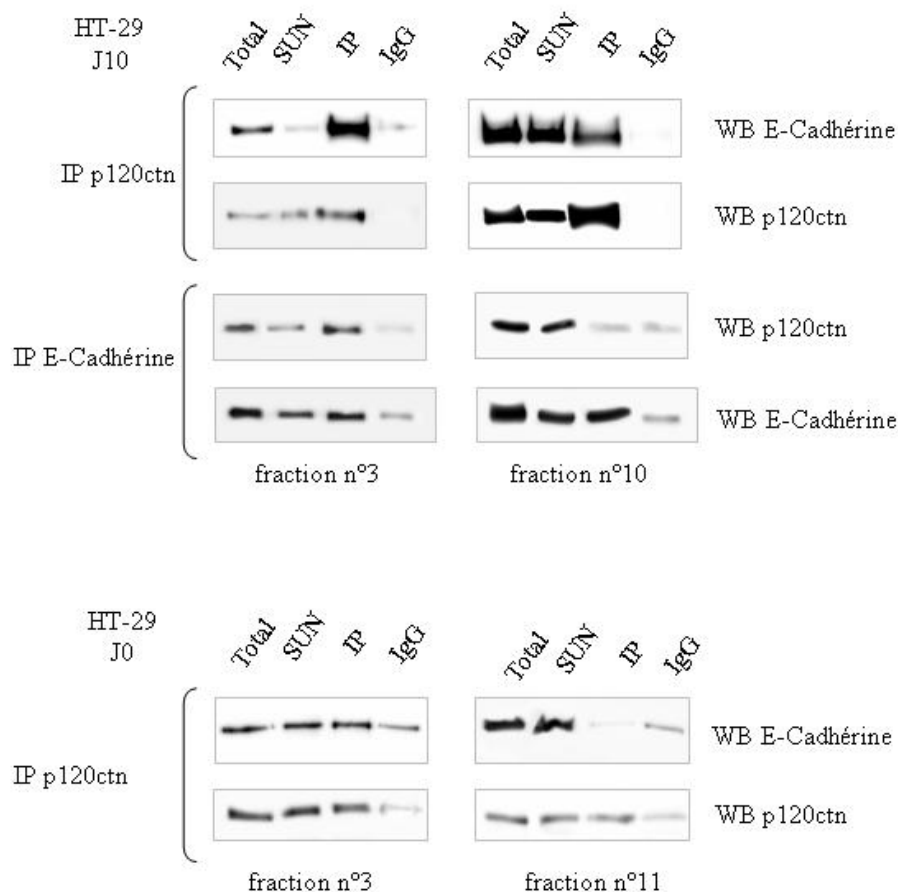 HT-29
J10
Total SUN IP IgG
Total SUN IP IgG
IP p120ctn
WB E-Cadhérine
WB p120ctn
IP E-Cadhérine
WB p120ctn
WB E-Cadhérine
fraction n°3
fraction n°10
HT-29
J0
Total SUN IP IgG
Total SUN IP IgG
IP p120ctn
WB E-Cadhérine
WB p120ctn
fraction n°3
fraction n°11